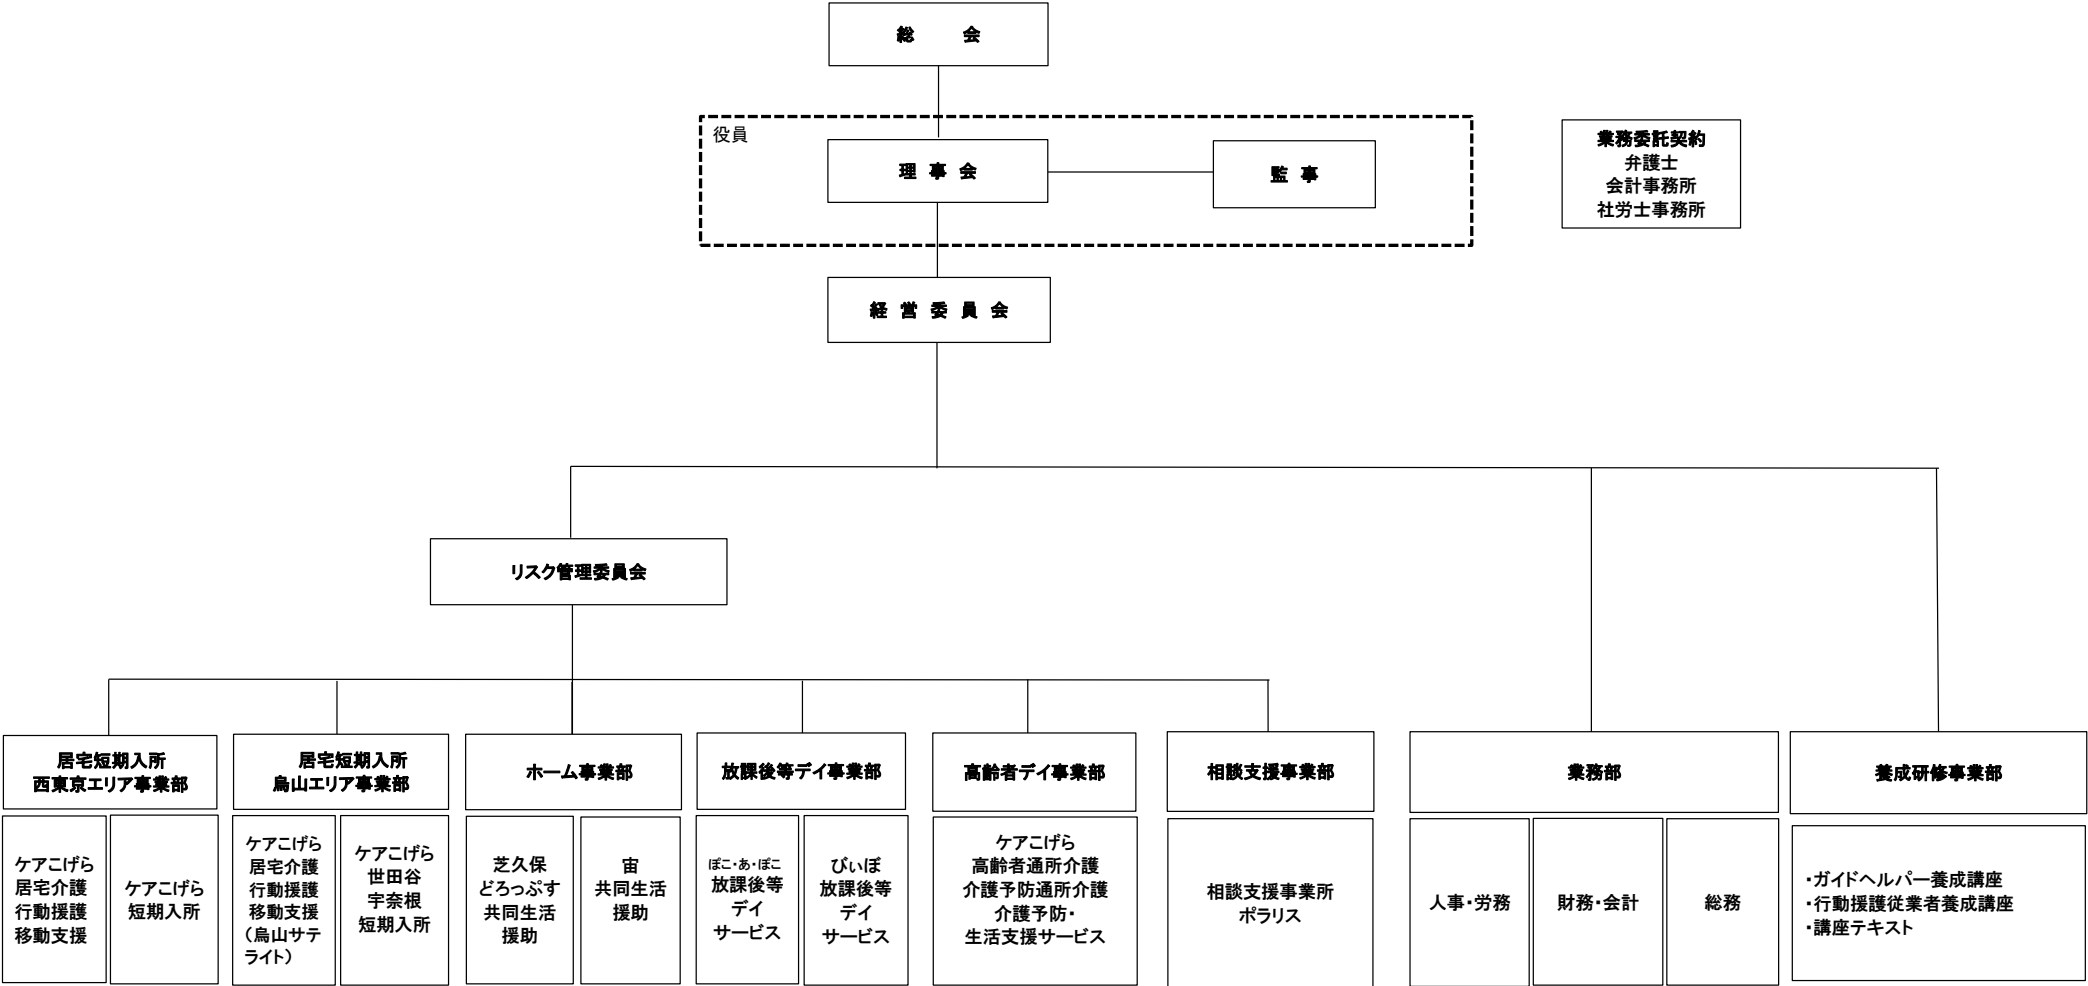 総　会
役員
理 事 会
監 事
業務委託契約
弁護士
会計事務所
社労士事務所
経 営 委 員 会
リスク管理委員会
居宅短期入所
西東京エリア事業部
居宅短期入所
烏山エリア事業部
ホーム事業部
放課後等デイ事業部
高齢者デイ事業部
相談支援事業部
業務部
養成研修事業部
ケアこげら
居宅介護
行動援護
移動支援
ケアこげら
短期入所
ケアこげら
居宅介護
行動援護
移動支援
（烏山サテ
ライト）
ケアこげら
世田谷
宇奈根
短期入所
芝久保
どろっぷす
共同生活
援助
宙
共同生活
援助
ぽこ・あ・ぽこ
放課後等
デイ
サービス
びぃぼ
放課後等
デイ
サービス
ケアこげら
高齢者通所介護
介護予防通所介護
介護予防・
生活支援サービス
相談支援事業所
ポラリス
人事・労務
財務・会計
総務
・ガイドヘルパー養成講座
・行動援護従業者養成講座
・講座テキスト